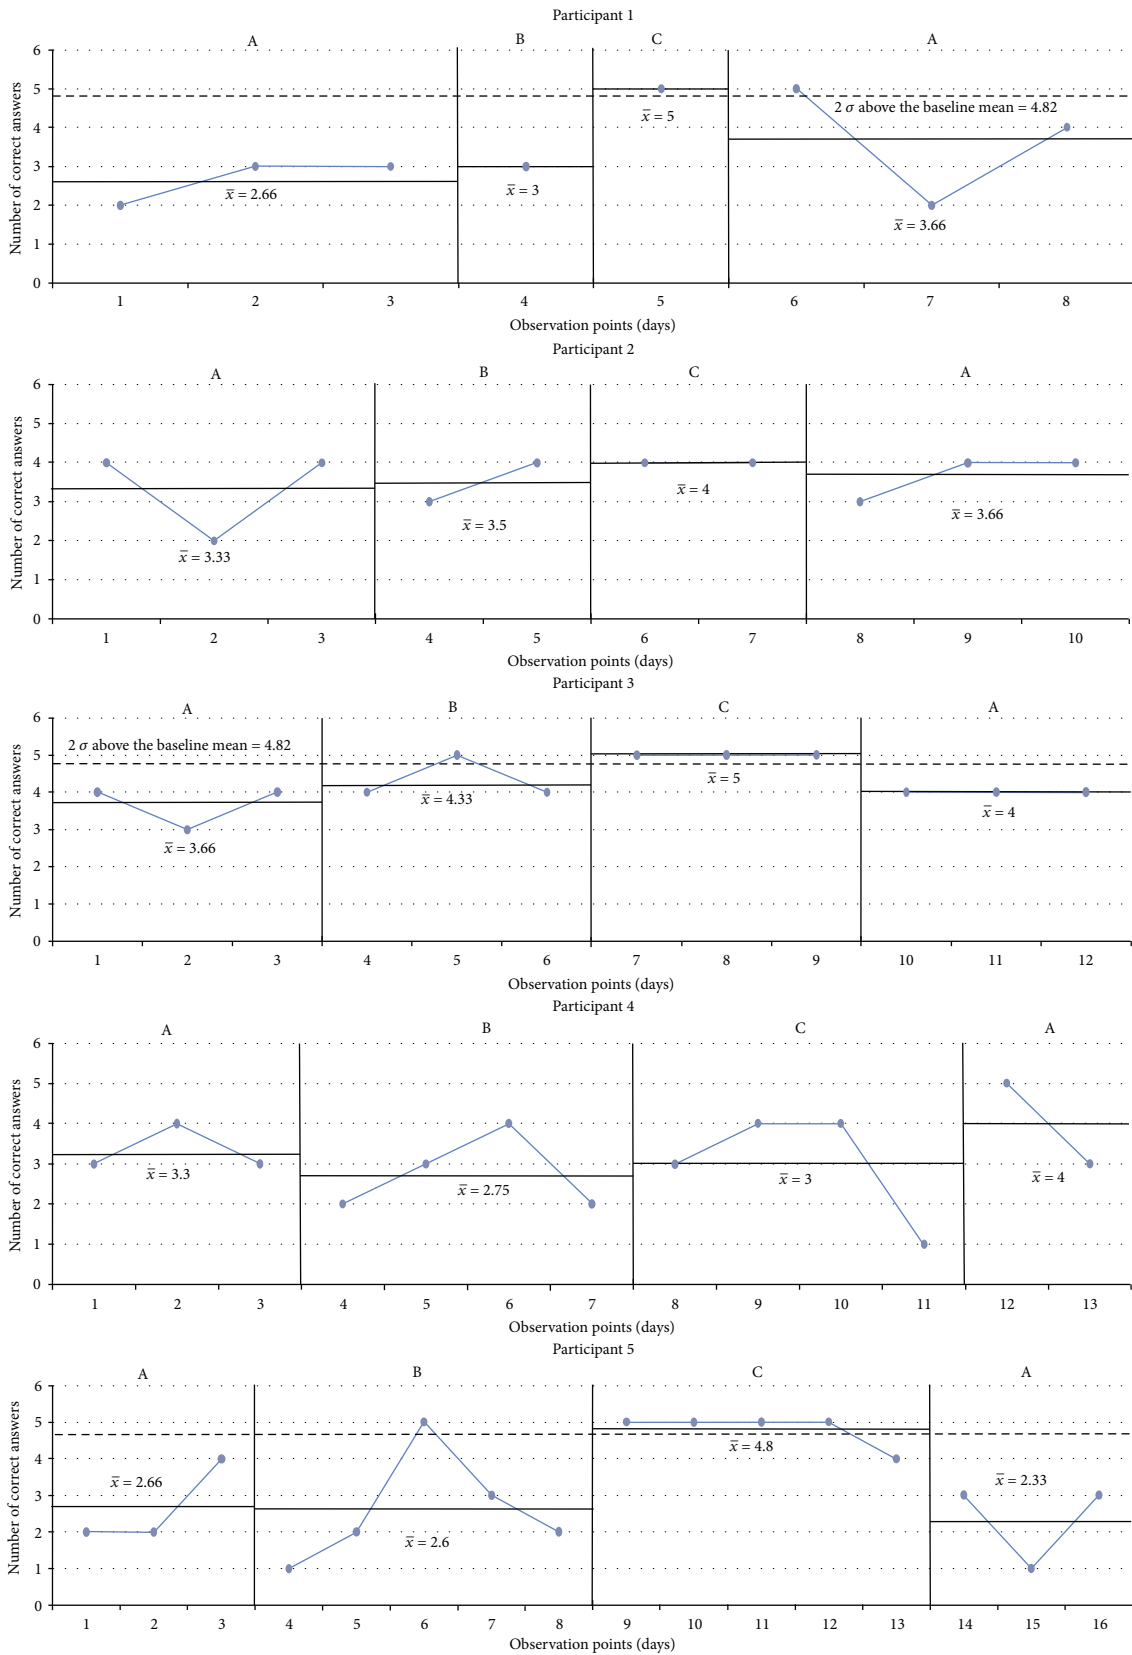 Participant 1
A B C A
Number of correct answers
6
5
4
3
2
1
0
2 σ above the baseline mean = 4.82
x̄ = 2.66
x̄ = 3
x̄ = 5
x̄ = 3.66
1 2 3 4 5 6 7 8
Observation points (days)
Participant 2
A B C A
Number of correct answers
6
5
4
3
2
1
0
x̄ = 3.33
x̄ = 3.5
x̄ = 4
x̄ = 3.66
1 2 3 4 5 6 7 8 9 10
Observation points (days)
Participant 3
A B C A
Number of correct answers
6
5
4
3
2
1
0
2 σ above the baseline mean = 4.82
x̄ = 3.66
x̄ = 4.33
x̄ = 5
x̄ = 4
1 2 3 4 5 6 7 8 9 10 11 12
Observation points (days)
Participant 4
A B C A
Number of correct answers
6
5
4
3
2
1
0
x̄ = 3.3
x̄ = 2.75
x̄ = 3
x̄ = 4
1 2 3 4 5 6 7 8 9 10 11 12 13
Observation points (days)
Participant 5
A B C A
Number of correct answers
6
5
4
3
2
1
0
x̄ = 2.66
x̄ = 2.6
x̄ = 4.8
x̄ = 2.33
1 2 3 4 5 6 7 8 9 10 11 12 13 14 15 16
Observation points (days)